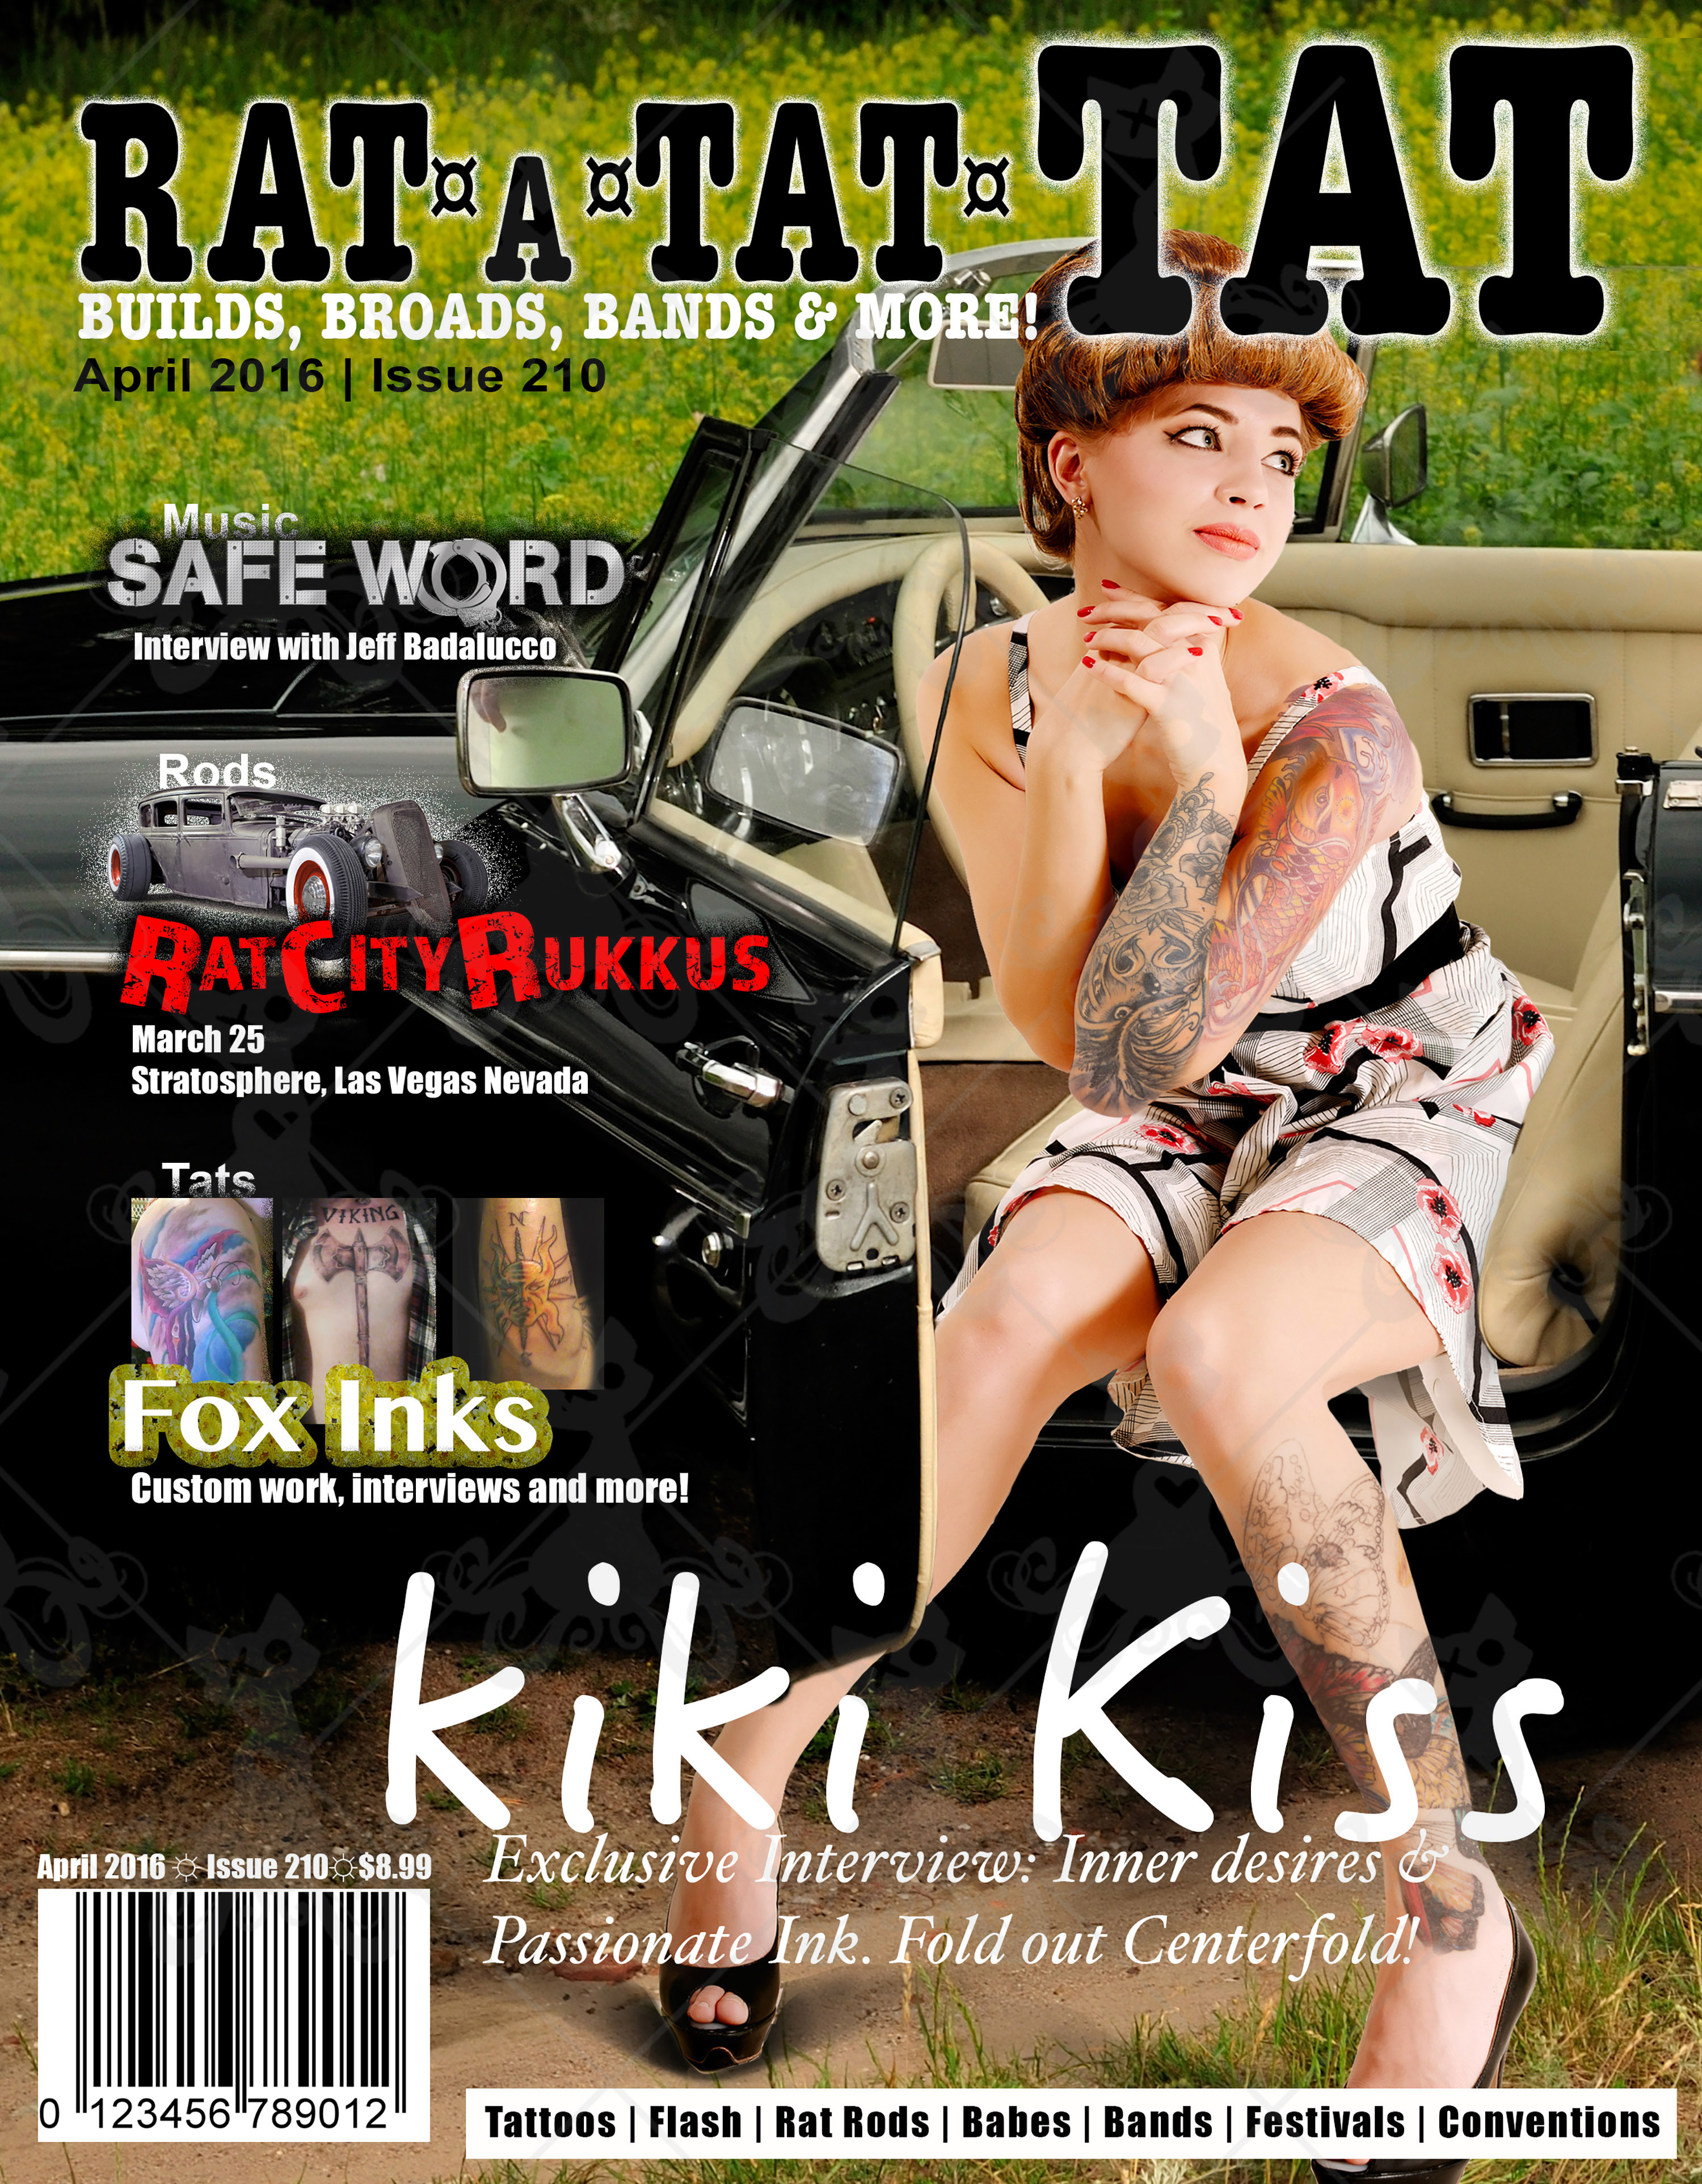 RAT¤A¤TAT¤TAT
BUILDS, BROADS, BANDS & MORE!
April 2016 | Issue 210
Music
SAFE WORD
Interview with Jeff Badalucco
Rods
RATCITYRUKKUS
March 25
Stratosphere, Las Vegas Nevada
Tats
VIKING
N
Fox Inks
Custom work, interviews and more!
kiki Kiss
Exclusive Interview: Inner desires &
Passionate Ink. Fold out Centerfold!
April 2016 ☼ Issue 210☼$8.99
0 123456 789012
Tattoos | Flash | Rat Rods | Babes | Bands | Festivals | Conventions